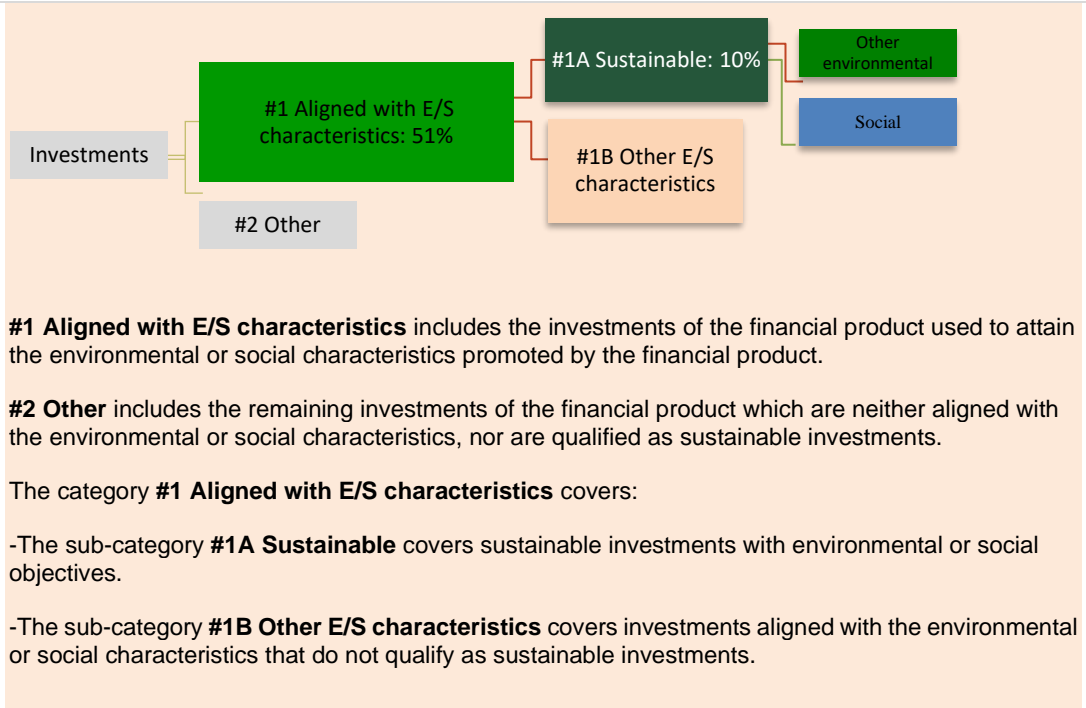 #1A Sustainable: 10%
Other
environmental
#1 Aligned with E/S
characteristics: 51%
Social
Investments
#1B Other E/S
characteristics
#2 Other
#1 Aligned with E/S characteristics includes the investments of the financial product used to attain
the environmental or social characteristics promoted by the financial product.
#2 Other includes the remaining investments of the financial product which are neither aligned with
the environmental or social characteristics, nor are qualified as sustainable investments.
The category #1 Aligned with E/S characteristics covers:
-The sub-category #1A Sustainable covers sustainable investments with environmental or social
objectives.
-The sub-category #1B Other E/S characteristics covers investments aligned with the environmental
or social characteristics that do not qualify as sustainable investments.